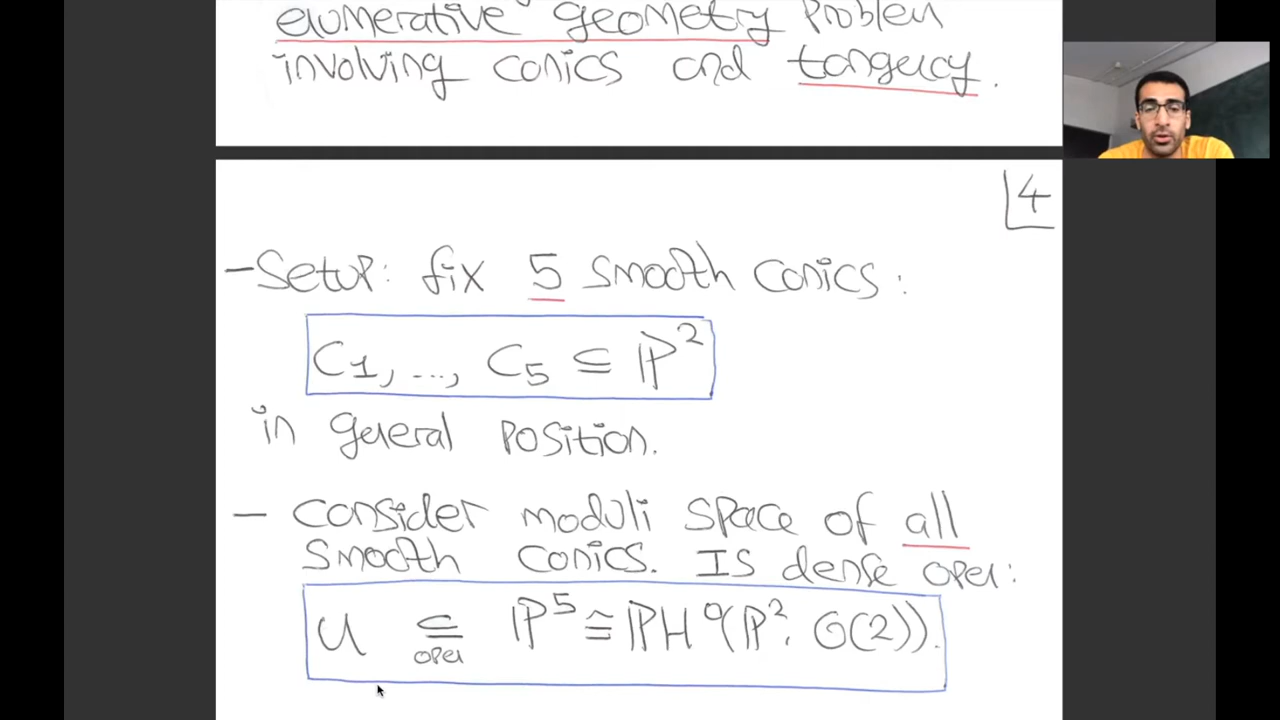 enumerative geometry problem
involving conics and tangency.
4
- Setup: fix 5 smooth conics:
C1, ..., C5 ⊆ ℙ²
in general position.
- Consider moduli space of all
smooth conics. Is dense open:
U ⊆ open ℙ⁵ ≅ ℙH⁰(ℙ², O(2)).